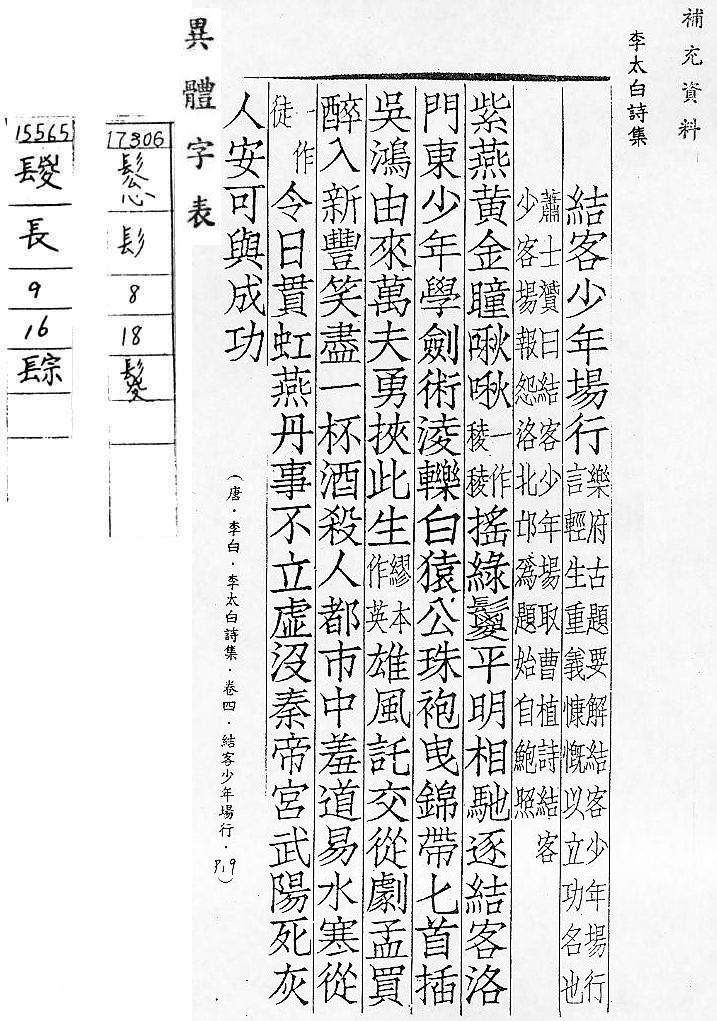 補充資料
李太白詩集
結客少年場行
樂府古題要解結客少年場行
言輕生重義慷慨以立功名也
蕭士贇曰結客少年場取曹植詩結客
少客場報怨洛北邙爲題始自鮑照
紫燕黃金瞳啾啾一作稜稜搖綠鬉平明相馳逐結客洛
門東少年學劍術淩轢白猿公珠袍曳錦帶匕首插
吳鴻由來萬夫勇挾此生繆本作英雄風託交從劇孟買
醉入新豐笑盡一杯酒殺人都市中羞道易水寒從
一作徒令日貫虹燕丹事不立虛沒秦帝宮武陽死灰
人安可與成功
(唐．李白．李太白詩集．卷四．結客少年場行．P.9)
異體字表
17306
髟
8
18
鬉
15565
長
9
16